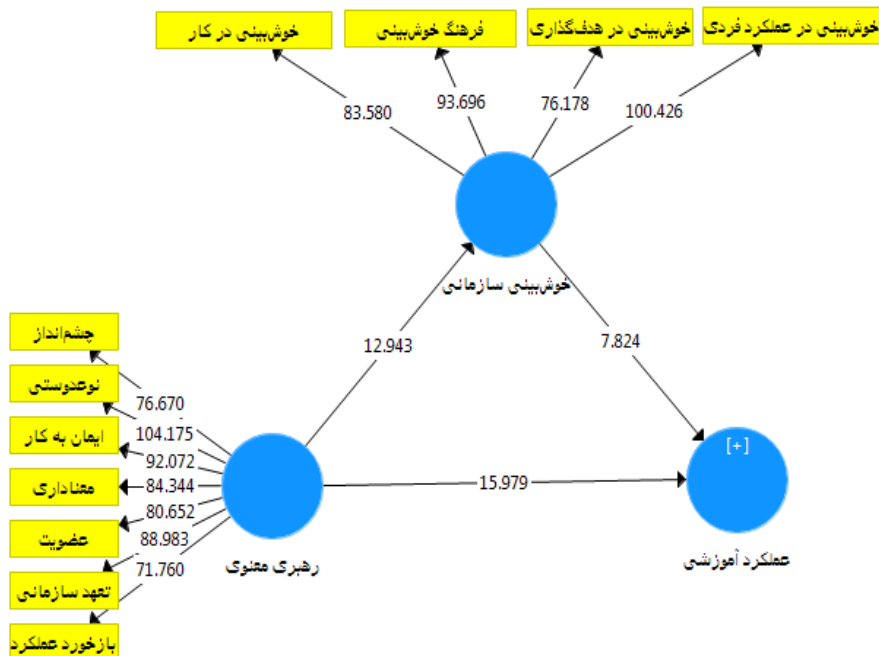 خوش‌بینی در عملکرد فردی
خوش‌بینی در هدف‌گذاری
فرهنگ خوش‌بینی
خوش‌بینی در کار
83.580
93.696
76.178
100.426
خوش‌بینی سازمانی
12.943
7.824
چشم‌انداز
نوعدوستی
ایمان به کار
معناداری
عضویت
تعهد سازمانی
بازخورد عملکرد
76.670
104.175
92.072
84.344
80.652
88.983
71.760
رهبری معنوی
15.979
[+]
عملکرد آموزشی